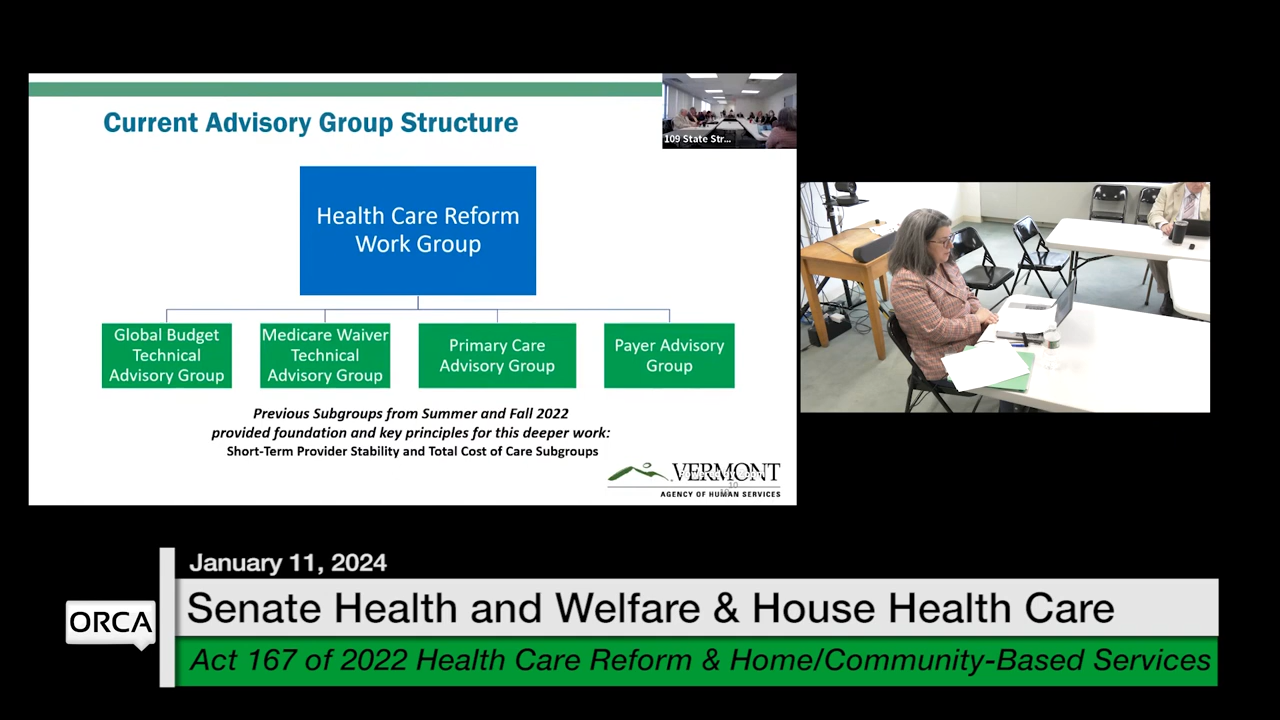 Current Advisory Group Structure
109 State Str...
Health Care Reform
Work Group
Global Budget
Technical
Advisory Group
Medicare Waiver
Technical
Advisory Group
Primary Care
Advisory Group
Payer Advisory
Group
Previous Subgroups from Summer and Fall 2022
provided foundation and key principles for this deeper work:
Short-Term Provider Stability and Total Cost of Care Subgroups
VERMONT
10
AGENCY OF HUMAN SERVICES
January 11, 2024
ORCA
Senate Health and Welfare & House Health Care
Act 167 of 2022 Health Care Reform & Home/Community-Based Services